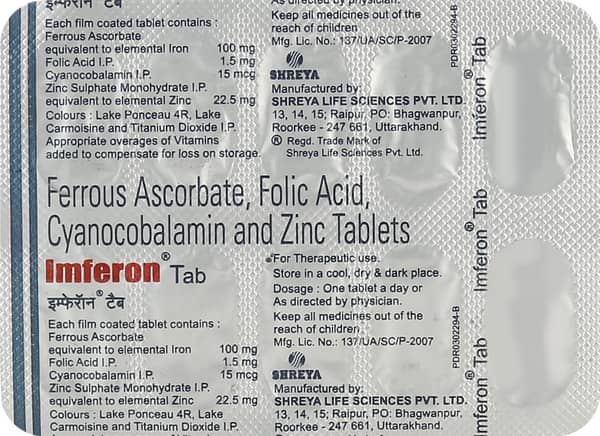 इम्फेरॉन टैब
Each film coated tablet contains :
Ferrous Ascorbate
equivalent to elemental Iron 100 mg
Folic Acid I.P. 1.5 mg
Cyanocobalamin I.P. 15 mcg
Zinc Sulphate Monohydrate I.P.
equivalent to elemental Zinc 22.5 mg
Colours : Lake Ponceau 4R, Lake
Carmoisine and Titanium Dioxide I.P.
Appropriate overages of Vitamins
added to compensate for loss on storage.
As directed by physician.
Keep all medicines out of the
reach of children
Mfg. Lic. No.: 137/UA/SC/P-2007
SHREYA
Manufactured by:
SHREYA LIFE SCIENCES PVT. LTD.
13, 14, 15; Raipur, PO: Bhagwanpur,
Roorkee - 247 661, Uttarakhand.
® Regd. Trade Mark of
Shreya Life Sciences Pvt. Ltd.
PDR0302294-B
Imferon® Tab
Ferrous Ascorbate, Folic Acid,
Cyanocobalamin and Zinc Tablets
Imferon® Tab
इम्फेरॉन® टैब
Each film coated tablet contains :
Ferrous Ascorbate
equivalent to elemental Iron 100 mg
Folic Acid I.P. 1.5 mg
Cyanocobalamin I.P. 15 mcg
Zinc Sulphate Monohydrate I.P.
equivalent to elemental Zinc 22.5 mg
Colours : Lake Ponceau 4R, Lake
Carmoisine and Titanium Dioxide I.P.
For Therapeutic use.
Store in a cool, dry & dark place.
Dosage : One tablet a day or
As directed by physician.
Keep all medicines out of the
reach of children
Mfg. Lic. No.: 137/UA/SC/P-2007
SHREYA
Manufactured by:
SHREYA LIFE SCIENCES PVT. LTD.
13, 14, 15; Raipur, PO: Bhagwanpur,
Roorkee - 247 661, Uttarakhand.
PDR0302294-B
Imferon® Tab
Imferon® Tab